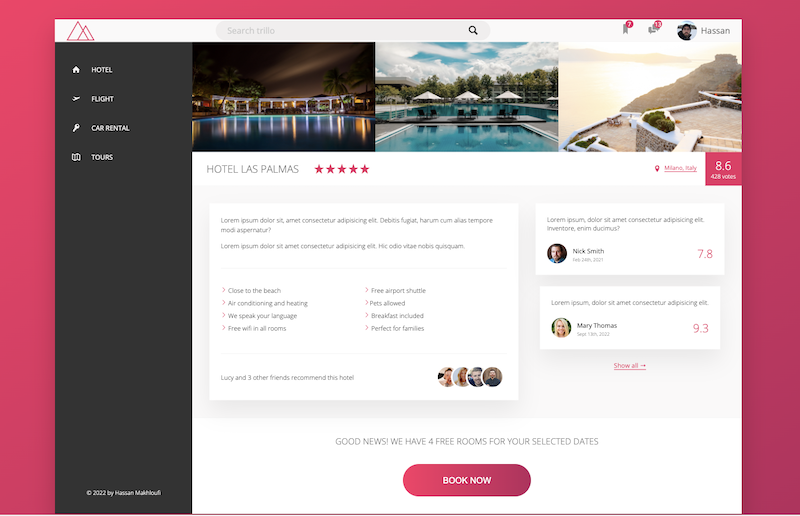 Search trillo
7
13
Hassan
HOTEL
FLIGHT
CAR RENTAL
TOURS
© 2022 by Hassan Makhloufi
HOTEL LAS PALMAS
Milano, Italy
8.6
428 votes
Lorem ipsum dolor sit, amet consectetur adipisicing elit. Debitis fugiat, harum cum alias tempore
modi aspernatur?
Lorem ipsum dolor sit, amet consectetur adipisicing elit. Hic odio vitae nobis quisquam.
Close to the beach
Air conditioning and heating
We speak your language
Free wifi in all rooms
Free airport shuttle
Pets allowed
Breakfast included
Perfect for families
Lucy and 3 other friends recommend this hotel
Lorem ipsum, dolor sit amet consectetur adipisicing elit.
Inventore, enim ducimus?
Nick Smith
Feb 24th, 2021
7.8
Lorem ipsum, dolor sit amet consectetur adipisicing elit.
Mary Thomas
Sept 13th, 2022
9.3
Show all →
GOOD NEWS! WE HAVE 4 FREE ROOMS FOR YOUR SELECTED DATES
BOOK NOW